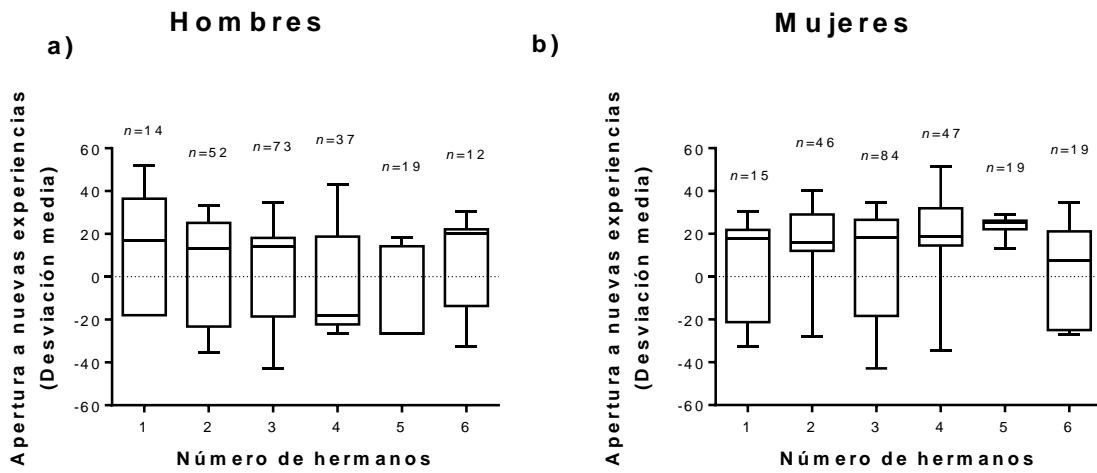 Hombres
a)
Apertura a nuevas experiencias
(Desviación media)
n=14
n=52
n=73
n=37
n=19
n=12
60
40
20
0
-20
-40
-60
1 2 3 4 5 6
Número de hermanos
Mujeres
b)
Apertura a nuevas experiencias
(Desviación media)
n=15
n=46
n=84
n=47
n=19
n=19
60
40
20
0
-20
-40
-60
1 2 3 4 5 6
Número de hermanos